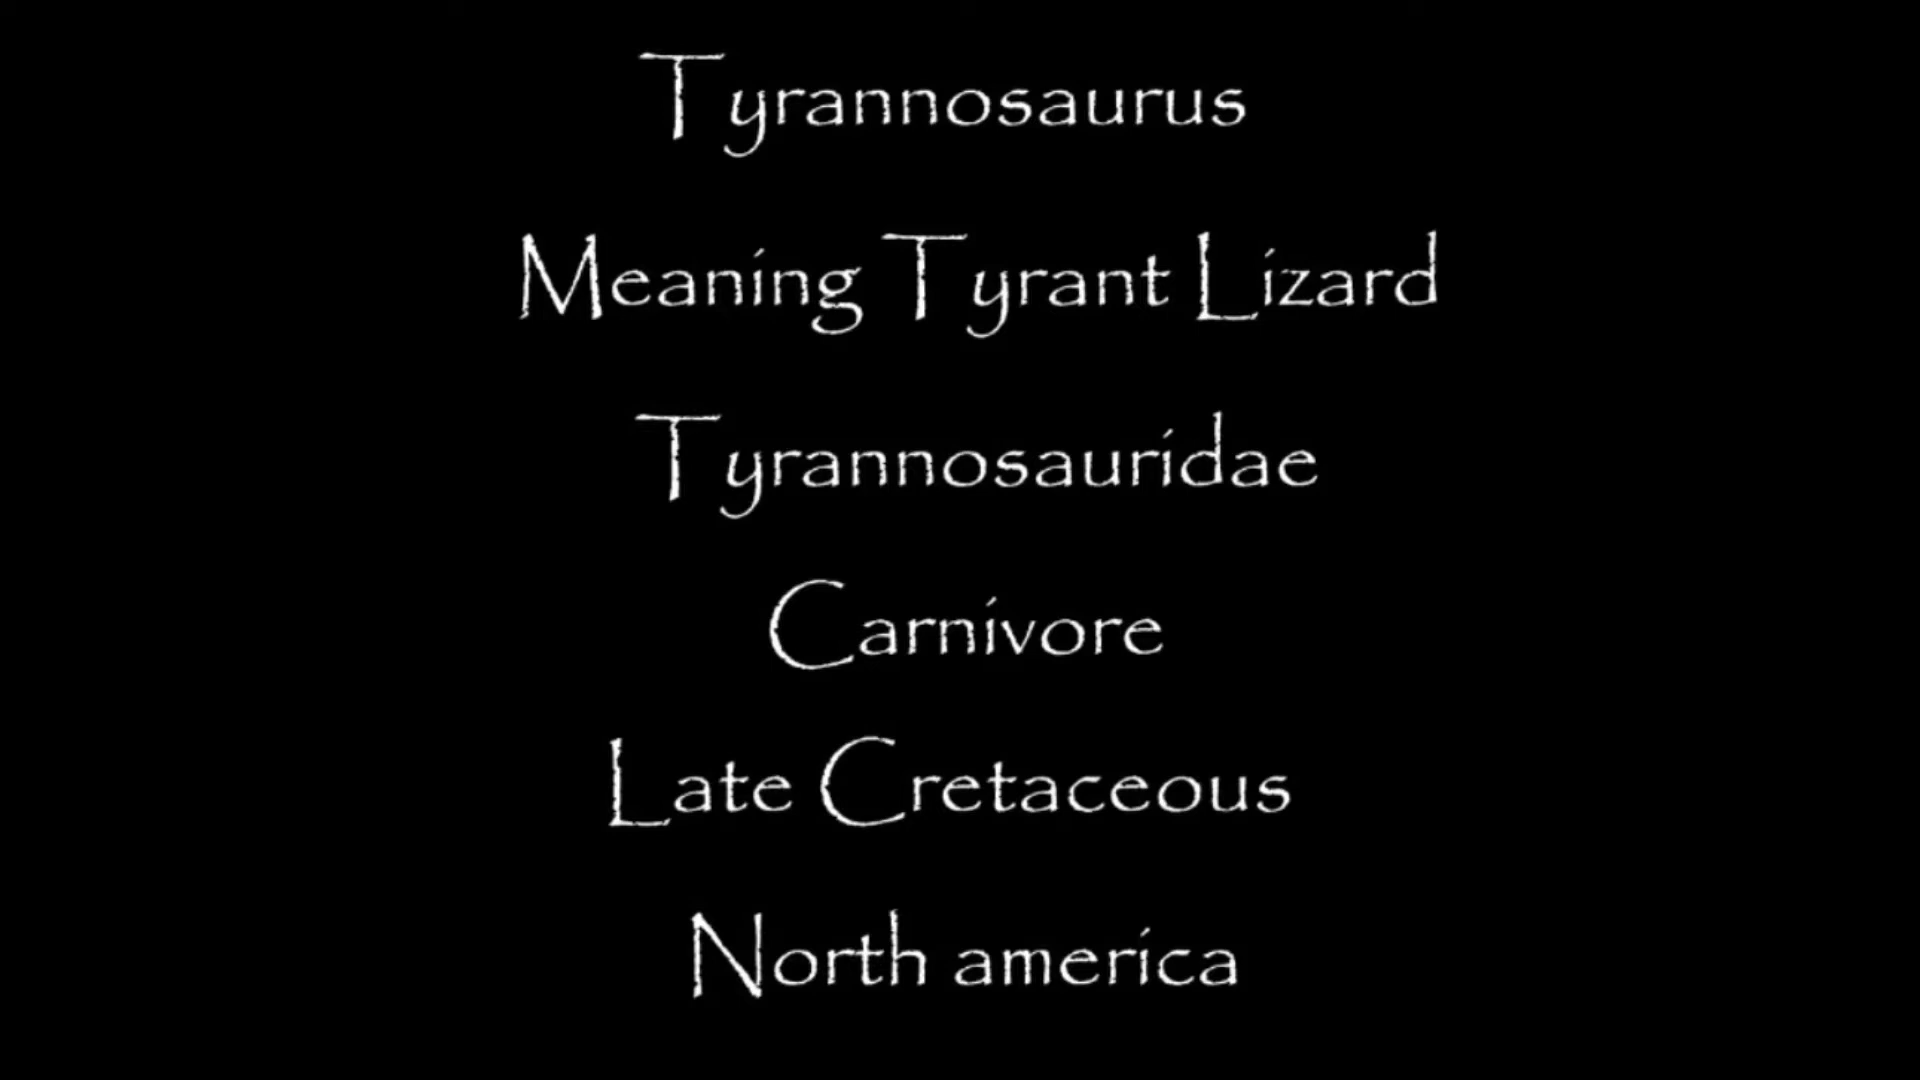 Tyrannosaurus
Meaning Tyrant Lizard
Tyrannosauridae
Carnivore
Late Cretaceous
North america